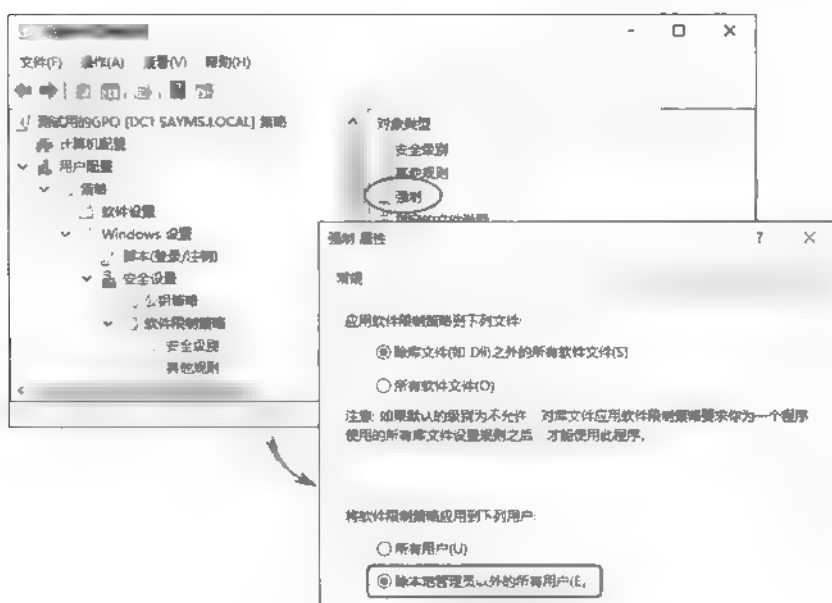 文件(F) 操作(A) 查看(V) 帮助(H)
测试用的GPO [DC1 SAYMS.LOCAL] 策略
计算机配置
用户配置
策略
软件设置
Windows 设置
脚本(登录/注销)
安全设置
公钥策略
软件限制策略
安全级别
其他规则
对象类型
安全级别
其他规则
强制
强制 属性
? ×
常规
应用软件限制策略到下列文件:
除库文件(如 Dll)之外的所有软件文件(S)
所有软件文件(O)
注意: 如果默认的级别为不允许 对库文件应用软件限制策略要求你为一个程序
使用的所有库文件设置规则之后 才能使用此程序。
将软件限制策略应用到下列用户:
所有用户(U)
除本地管理员以外的所有用户(E,